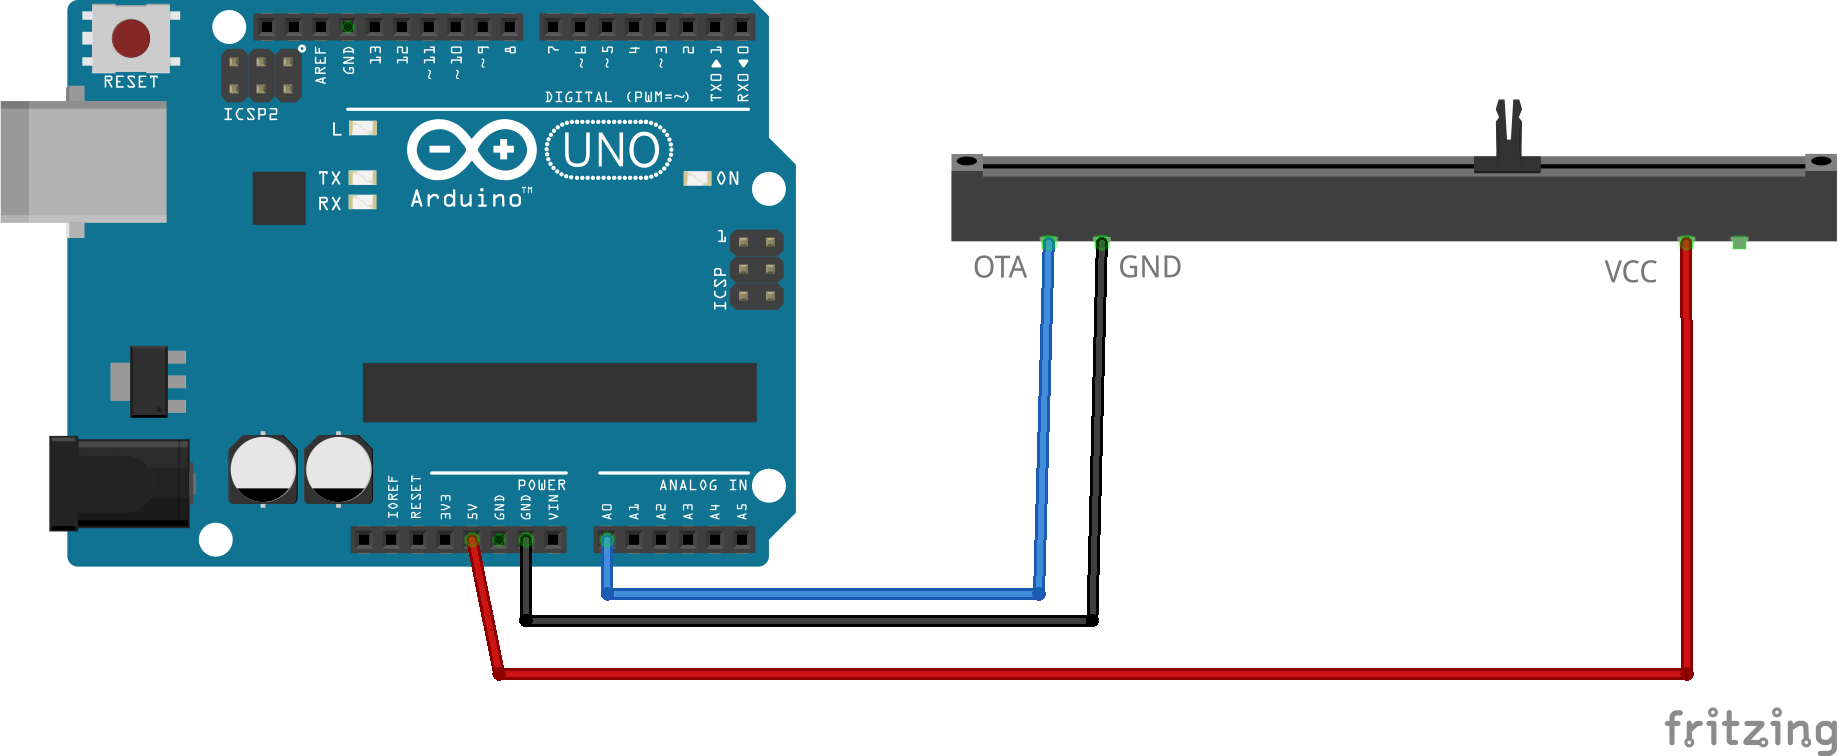 RESET
ICSP2
AREF
GND
13
12
~11
~10
~9
8
7
~6
~5
4
~3
2
TX0▶1
RX0◀0
DIGITAL (PWM=~)
L
TX
RX
UNO
Arduino™
ON
1
ICSP
OTA
GND
VCC
POWER
ANALOG IN
IOREF
RESET
3V3
5V
GND
GND
VIN
A0
A1
A2
A3
A4
A5
fritzing